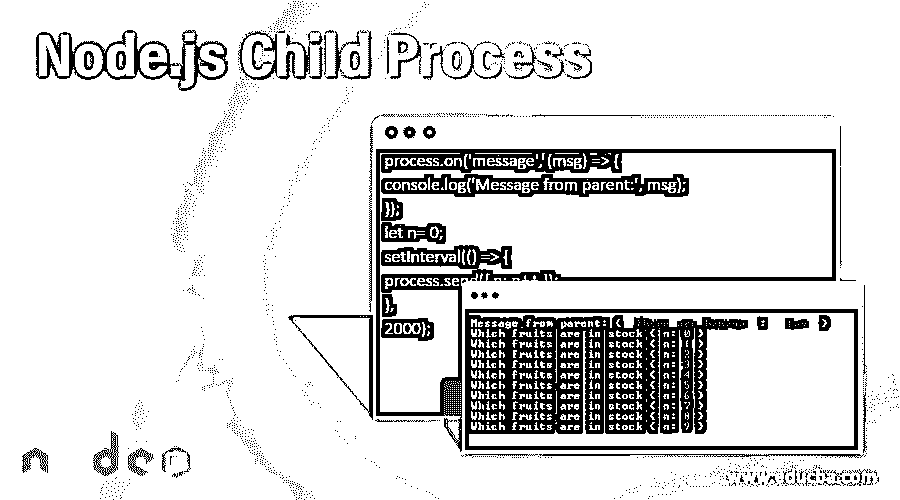 Node.js Child Process
process.on('message', (msg) => {
console.log('Message from parent:', msg);
});
let n= 0;
setInterval(() => {
process.send({ n: n++ });
},
2000);
Message from parent: {
Which fruits are in stock { n: 0 }
Which fruits are in stock { n: 1 }
Which fruits are in stock { n: 2 }
Which fruits are in stock { n: 3 }
Which fruits are in stock { n: 4 }
Which fruits are in stock { n: 5 }
Which fruits are in stock { n: 6 }
Which fruits are in stock { n: 7 }
Which fruits are in stock { n: 8 }
Which fruits are in stock { n: 9 }
www.educba.com